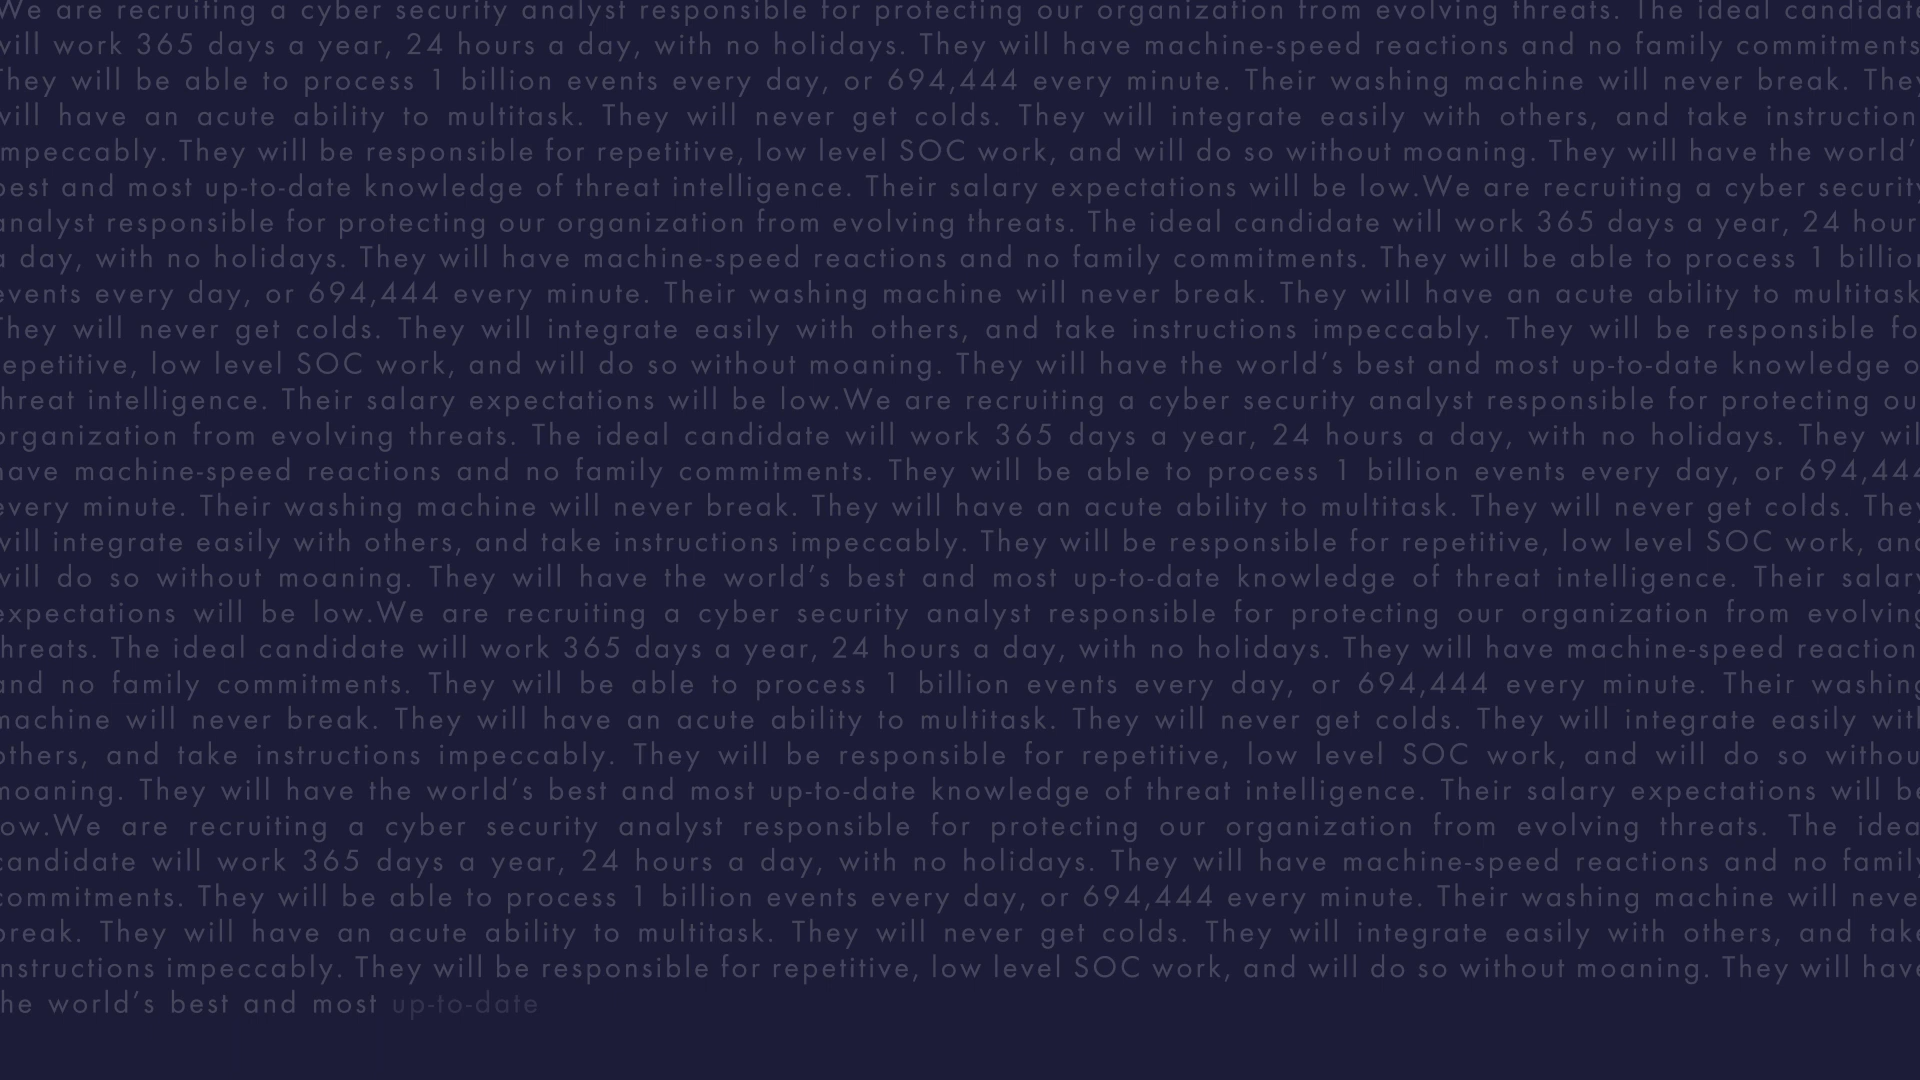 We are recruiting a cyber security analyst responsible for protecting our organization from evolving threats. The ideal candidate
will work 365 days a year, 24 hours a day, with no holidays. They will have machine-speed reactions and no family commitments.
They will be able to process 1 billion events every day, or 694,444 every minute. Their washing machine will never break. They
will have an acute ability to multitask. They will never get colds. They will integrate easily with others, and take instruction
impeccably. They will be responsible for repetitive, low level SOC work, and will do so without moaning. They will have the world’
best and most up-to-date knowledge of threat intelligence. Their salary expectations will be low.We are recruiting a cyber security
analyst responsible for protecting our organization from evolving threats. The ideal candidate will work 365 days a year, 24 hour
a day, with no holidays. They will have machine-speed reactions and no family commitments. They will be able to process 1 billion
events every day, or 694,444 every minute. Their washing machine will never break. They will have an acute ability to multitask
They will never get colds. They will integrate easily with others, and take instructions impeccably. They will be responsible fo
repetitive, low level SOC work, and will do so without moaning. They will have the world’s best and most up-to-date knowledge o
threat intelligence. Their salary expectations will be low.We are recruiting a cyber security analyst responsible for protecting ou
organization from evolving threats. The ideal candidate will work 365 days a year, 24 hours a day, with no holidays. They wil
have machine-speed reactions and no family commitments. They will be able to process 1 billion events every day, or 694,444
every minute. Their washing machine will never break. They will have an acute ability to multitask. They will never get colds. They
will integrate easily with others, and take instructions impeccably. They will be responsible for repetitive, low level SOC work, and
will do so without moaning. They will have the world’s best and most up-to-date knowledge of threat intelligence. Their salary
expectations will be low.We are recruiting a cyber security analyst responsible for protecting our organization from evolving
threats. The ideal candidate will work 365 days a year, 24 hours a day, with no holidays. They will have machine-speed reaction
and no family commitments. They will be able to process 1 billion events every day, or 694,444 every minute. Their washing
machine will never break. They will have an acute ability to multitask. They will never get colds. They will integrate easily with
others, and take instructions impeccably. They will be responsible for repetitive, low level SOC work, and will do so withou
moaning. They will have the world’s best and most up-to-date knowledge of threat intelligence. Their salary expectations will be
low.We are recruiting a cyber security analyst responsible for protecting our organization from evolving threats. The idea
candidate will work 365 days a year, 24 hours a day, with no holidays. They will have machine-speed reactions and no family
commitments. They will be able to process 1 billion events every day, or 694,444 every minute. Their washing machine will neve
break. They will have an acute ability to multitask. They will never get colds. They will integrate easily with others, and take
instructions impeccably. They will be responsible for repetitive, low level SOC work, and will do so without moaning. They will have
the world’s best and most up-to-date